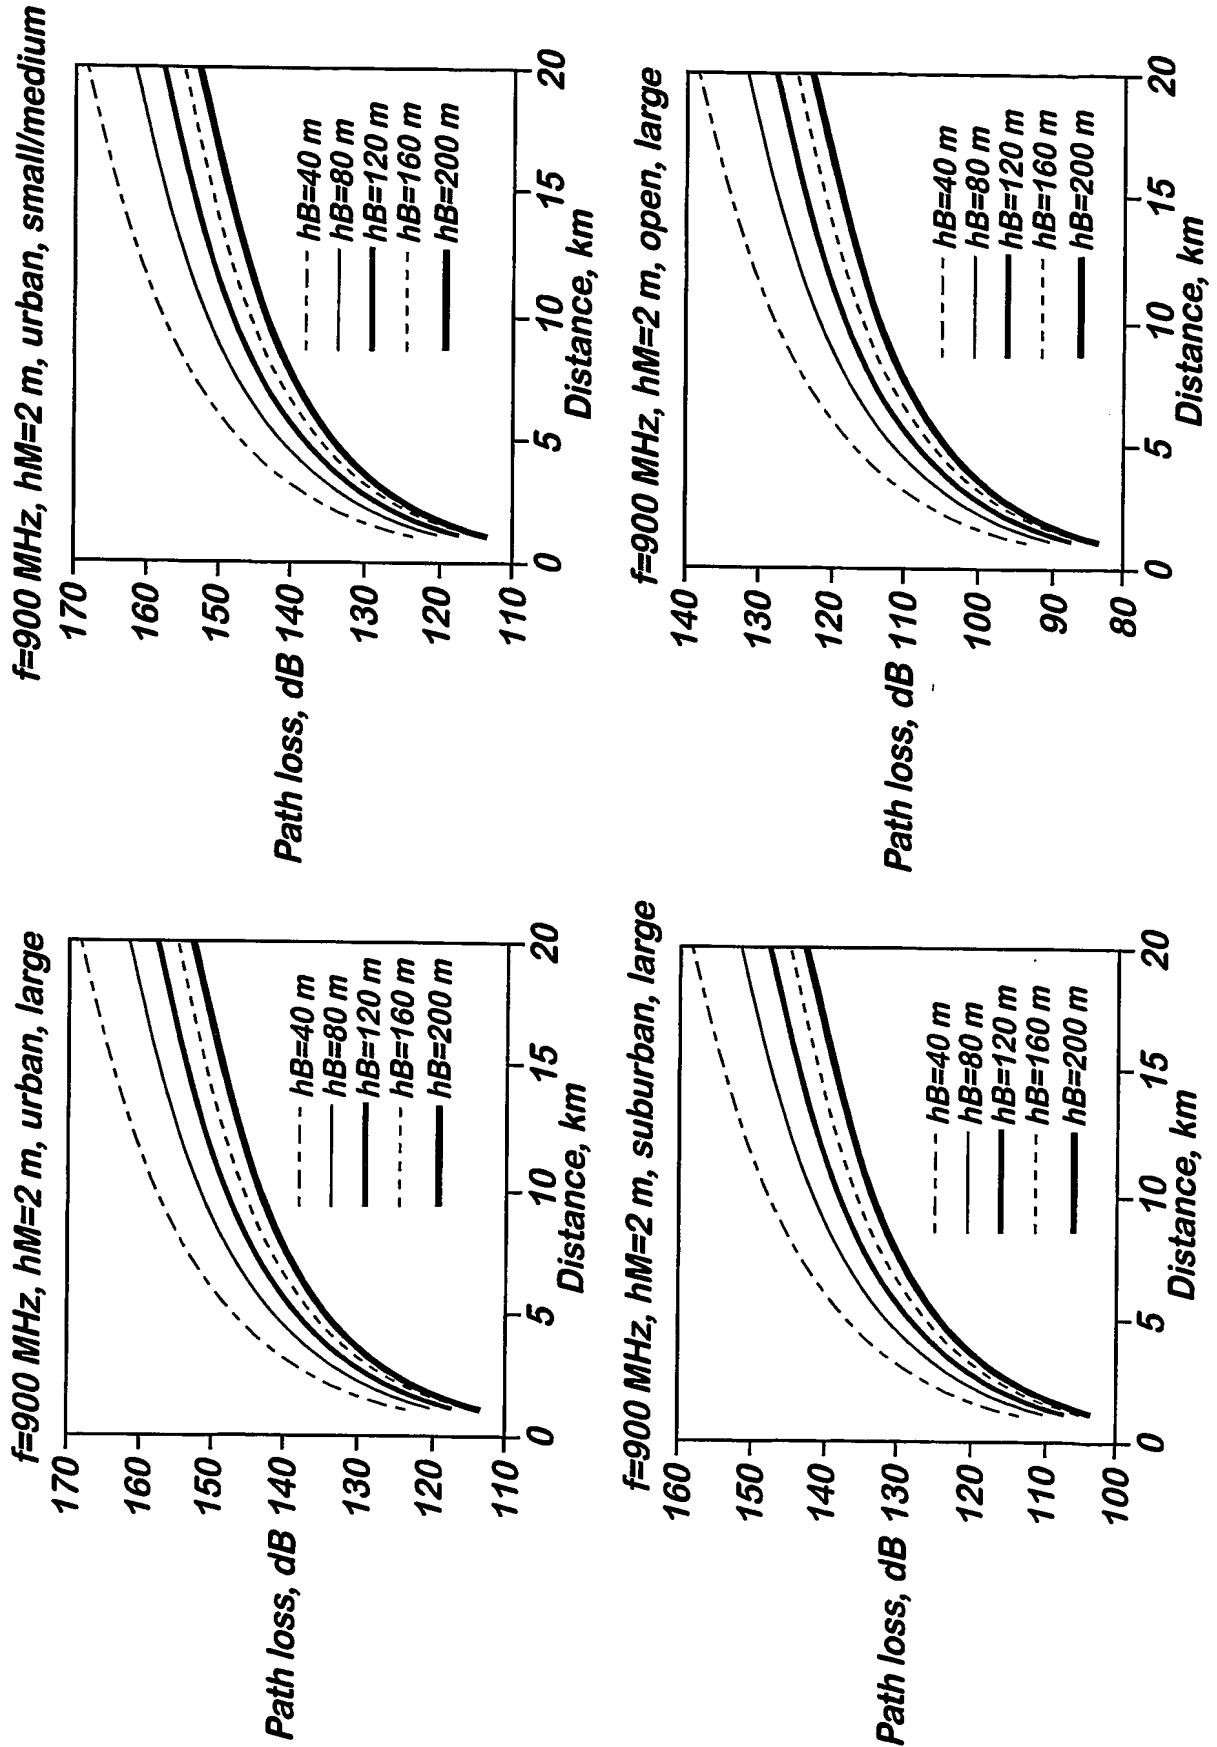 f=900 MHz, hM=2 m, urban, large
Path loss, dB
170
160
150
140
130
120
110
hB=40 m
hB=80 m
hB=120 m
hB=160 m
hB=200 m
0
5
10
15
20
Distance, km
f=900 MHz, hM=2 m, urban, small/medium
Path loss, dB
170
160
150
140
130
120
110
hB=40 m
hB=80 m
hB=120 m
hB=160 m
hB=200 m
0
5
10
15
20
Distance, km
f=900 MHz, hM=2 m, suburban, large
Path loss, dB
160
150
140
130
120
110
100
hB=40 m
hB=80 m
hB=120 m
hB=160 m
hB=200 m
0
5
10
15
20
Distance, km
f=900 MHz, hM=2 m, open, large
Path loss, dB
140
130
120
110
100
90
80
hB=40 m
hB=80 m
hB=120 m
hB=160 m
hB=200 m
0
5
10
15
20
Distance, km